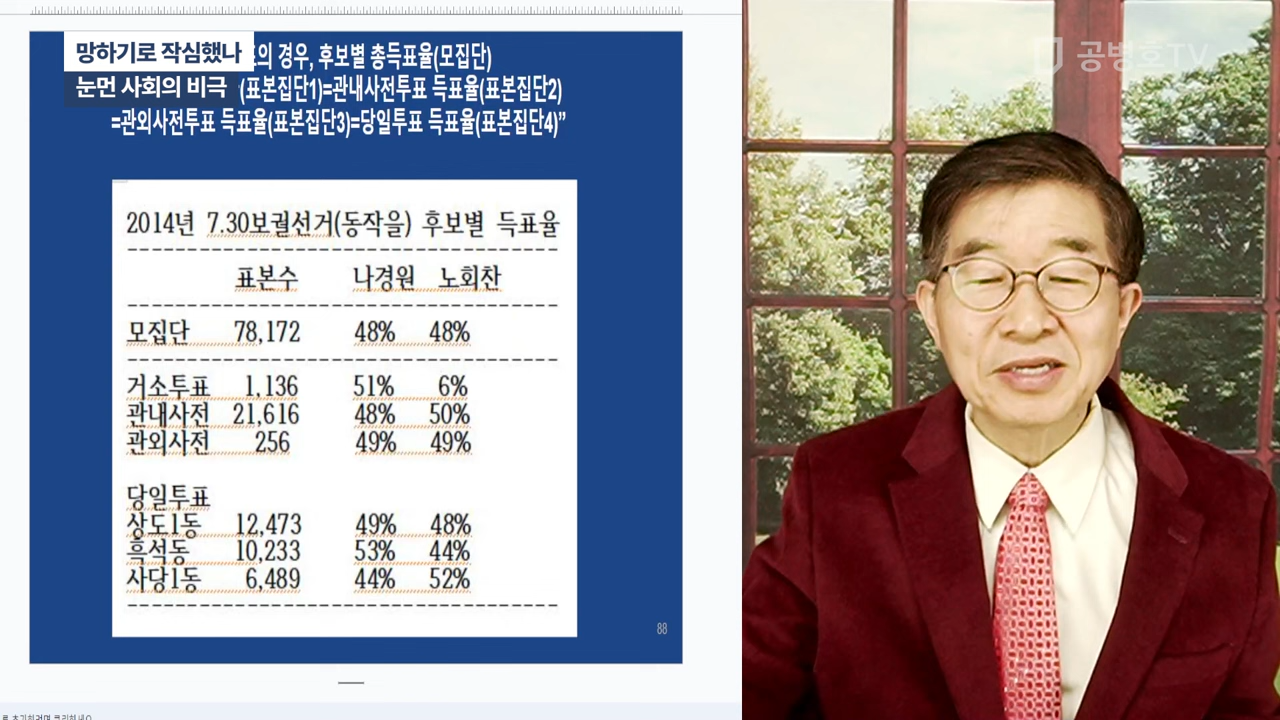 망하기로 작심했나
눈먼 사회의 비극
의 경우, 후보별 총득표율(모집단)
(표본집단1)=관내사전투표 득표율(표본집단2)
=관외사전투표 득표율(표본집단3)=당일투표 득표율(표본집단4)”
공병호TV
2014년 7.30보궐선거(동작을) 후보별 득표율
표본수 나경원 노회찬
모집단 78,172 48% 48%
거소투표 1,136 51% 6%
관내사전 21,616 48% 50%
관외사전 256 49% 49%
당일투표
상도1동 12,473 49% 48%
흑석동 10,233 53% 44%
사당1동 6,489 44% 52%
88